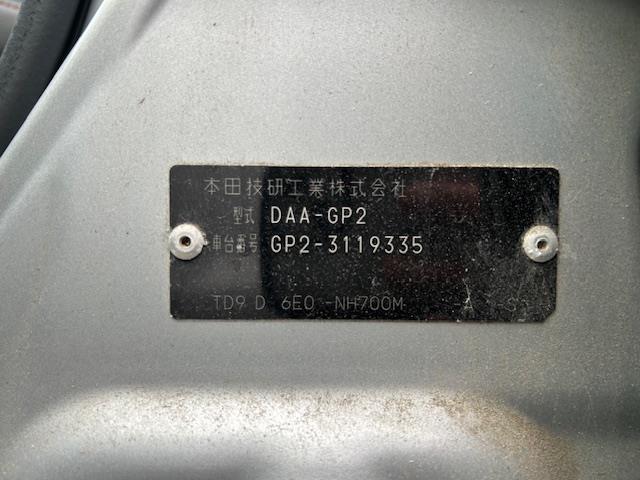 本田技研工業株式会社
型式 DAA-GP2
車台番号 GP2-3119335
TD9 D 6E0 -NH700M -A -S